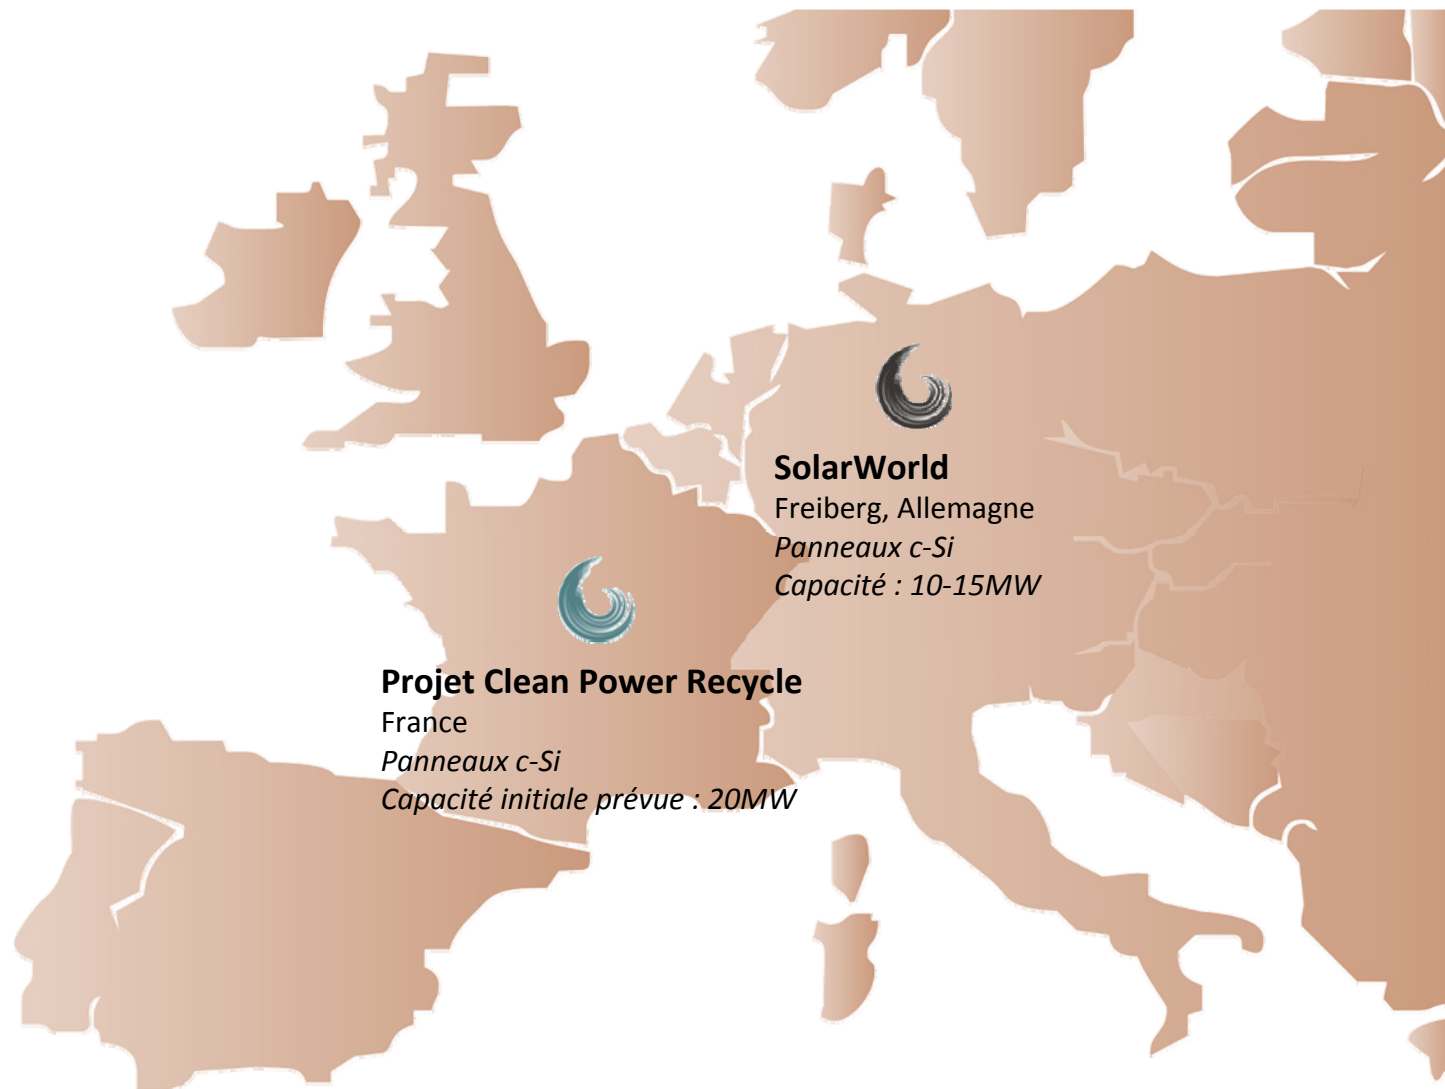 SolarWorld
Freiberg, Allemagne
Panneaux c-Si
Capacité : 10-15MW
Projet Clean Power Recycle
France
Panneaux c-Si
Capacité initiale prévue : 20MW